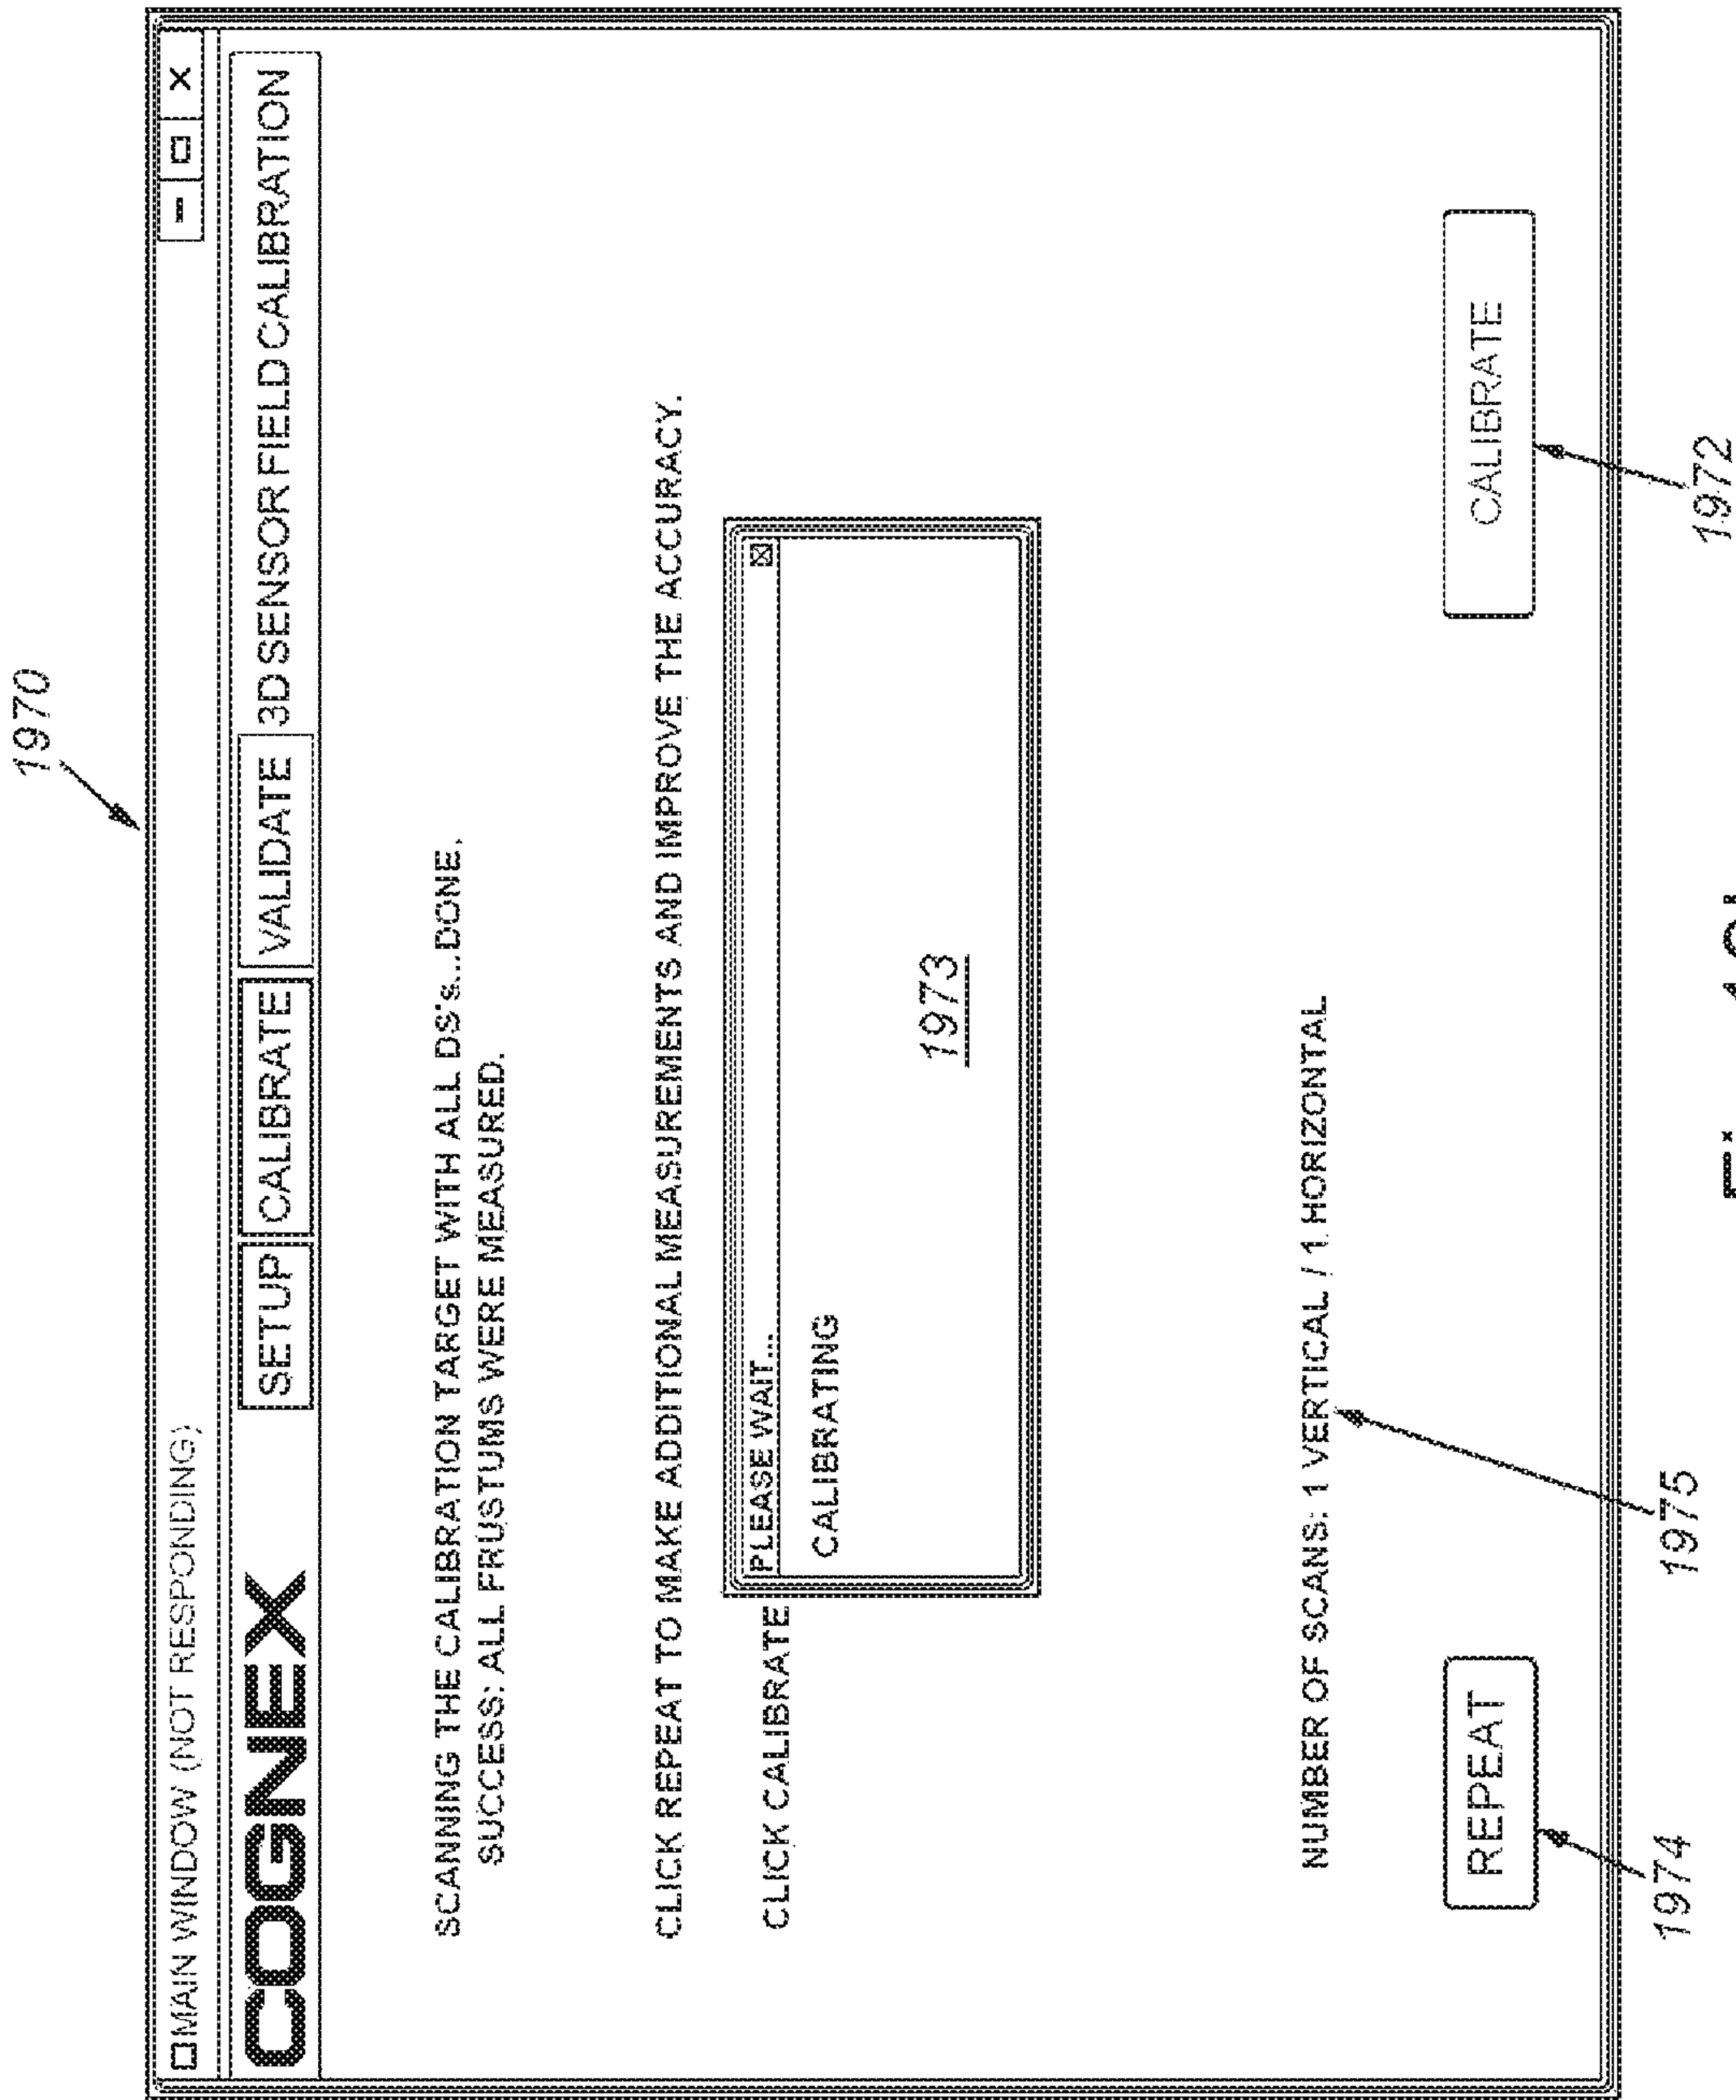 1970
MAIN WINDOW (NOT RESPONDING)
COGNEX SETUP CALIBRATE VALIDATE 3D SENSOR FIELD CALIBRATION
SCANNING THE CALIBRATION TARGET WITH ALL DS's...DONE.
SUCCESS: ALL FRUSTUMS WERE MEASURED.
CLICK REPEAT TO MAKE ADDITIONAL MEASUREMENTS AND IMPROVE THE ACCURACY.
CLICK CALIBRATE
PLEASE WAIT...
CALIBRATING
1973
NUMBER OF SCANS: 1 VERTICAL / 1 HORIZONTAL
REPEAT CALIBRATE
1974 1975 1972